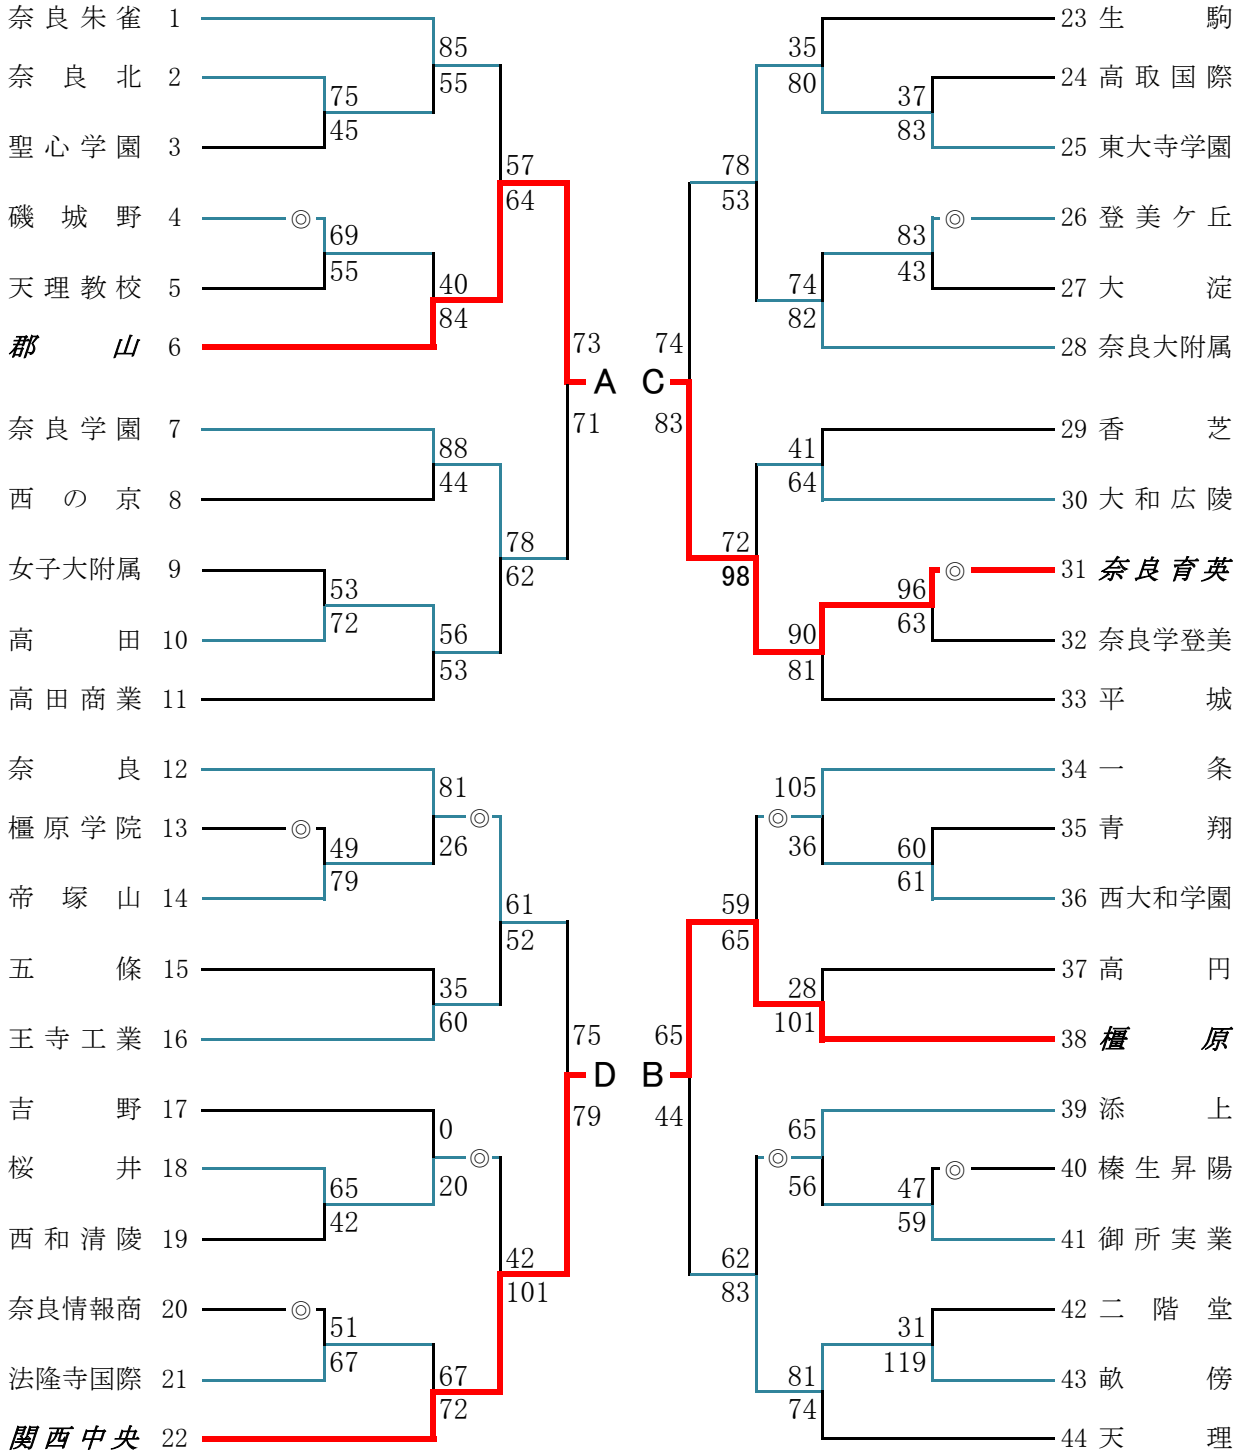 奈良朱雀 1
85
55
奈良北 2
75
45
聖心学園 3
57
64
磯城野 4 ◎
69
55
天理教校 5
40
84
郡山 6
73
A
71
奈良学園 7
88
44
西の京 8
78
62
女子大附属 9
53
72
高田 10
56
53
高田商業 11
奈良 12
81
◎
26
橿原学院 13 ◎
49
79
帝塚山 14
61
52
五條 15
35
60
王寺工業 16
75
D
79
吉野 17
0
◎
20
桜井 18
65
42
西和清陵 19
42
101
奈良情報商 20 ◎
51
67
法隆寺国際 21
67
72
関西中央 22
23 生駒
35
80
24 高取国際
37
83
25 東大寺学園
78
53
◎ 26 登美ケ丘
83
43
27 大淀
74
82
28 奈良大附属
74
C
83
29 香芝
41
64
30 大和広陵
72
98
◎ 31 奈良育英
96
63
32 奈良学登美
90
81
33 平城
34 一条
105
◎
36
35 青翔
60
61
36 西大和学園
59
65
37 高円
28
101
38 橿原
65
B
44
39 添上
65
◎
56
◎ 40 榛生昇陽
47
59
41 御所実業
62
83
42 二階堂
31
119
43 畝傍
81
74
44 天理